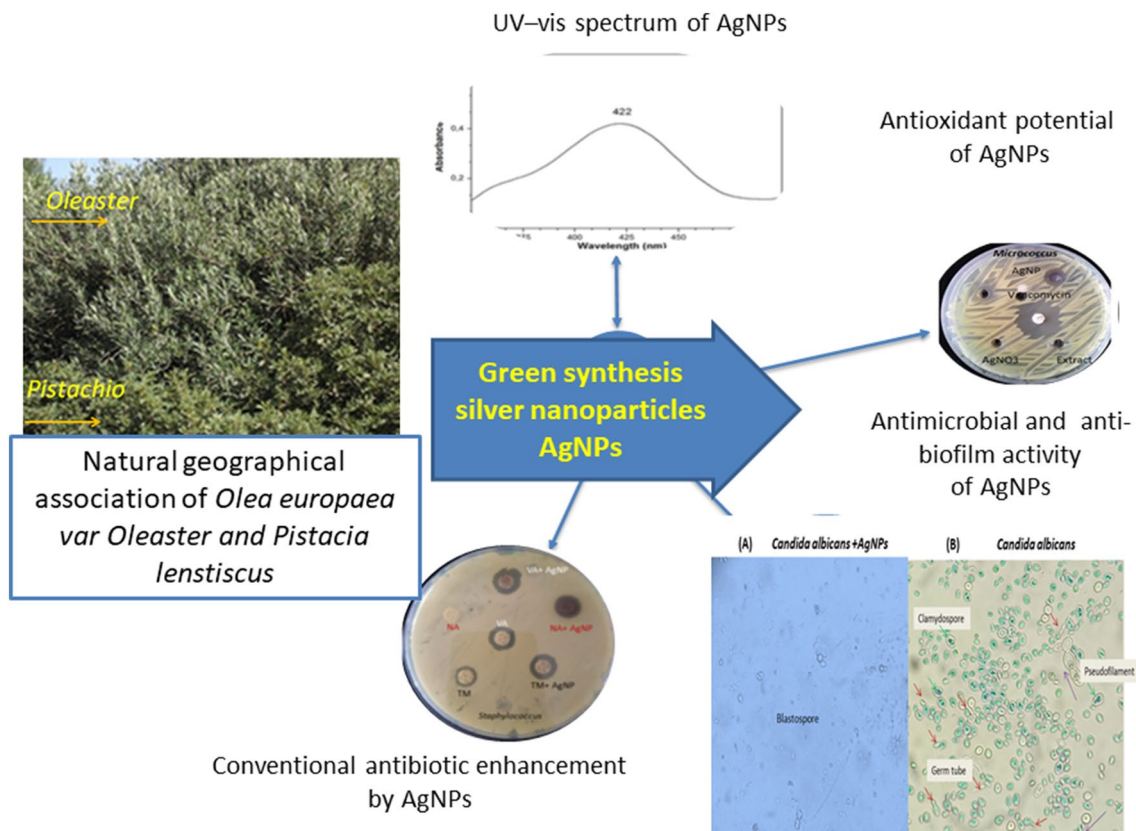 UV–vis spectrum of AgNPs
422
Absorbance
0,4
0,2
400
425
450
Wavelength (nm)
Antioxidant potential
of AgNPs
Oleaster
Pistachio
Natural geographical
association of Olea europaea
var Oleaster and Pistacia
lenstiscus
Green synthesis
silver nanoparticles
AgNPs
Micrococcus
AgNP
Vancomycin
AgNO3
Extract
Antimicrobial and anti-
biofilm activity
of AgNPs
VA+ AgNP
NA
VA
NA+ AgNP
TM
TM+ AgNP
Staphylococcus
Conventional antibiotic enhancement
by AgNPs
(A) Candida albicans+AgNPs
Blastospore
(B) Candida albicans
Clamydospore
Pseudofilament
Germ tube